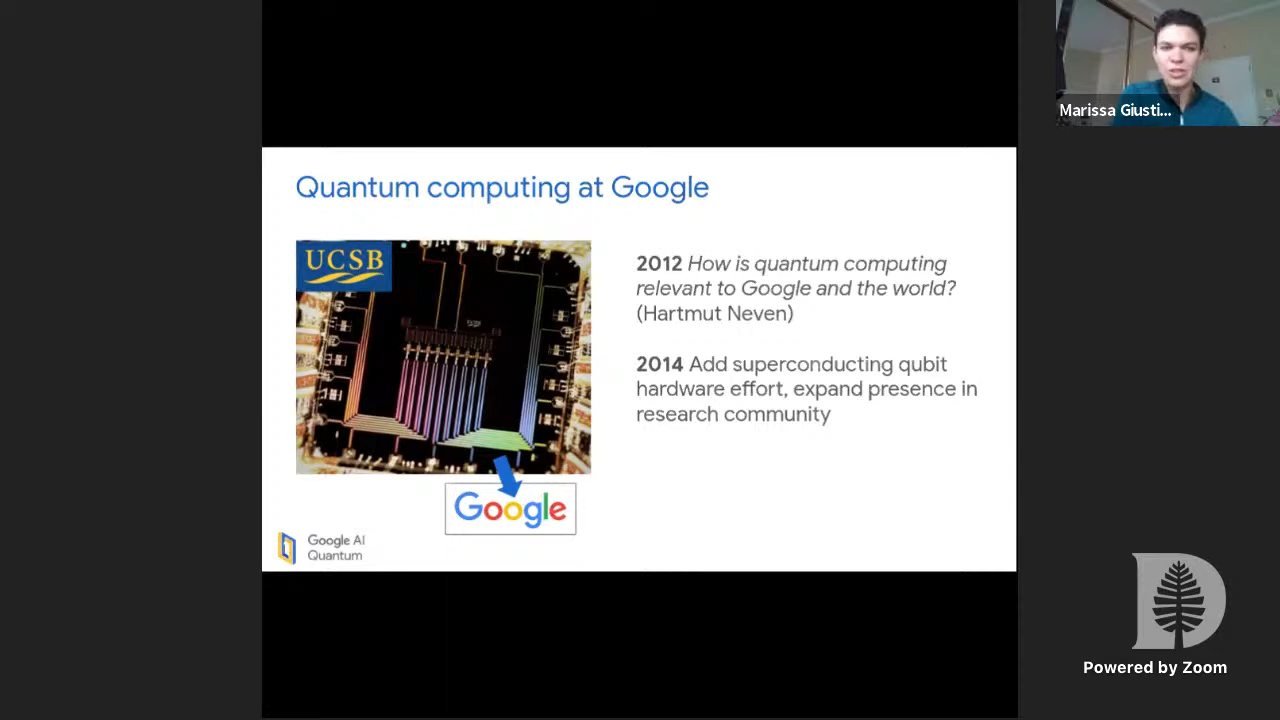 Marissa Giusti...
Quantum computing at Google
UCSB
2012 How is quantum computing
relevant to Google and the world?
(Hartmut Neven)
2014 Add superconducting qubit
hardware effort, expand presence in
research community
Google
Google AI
Quantum
D
Powered by Zoom